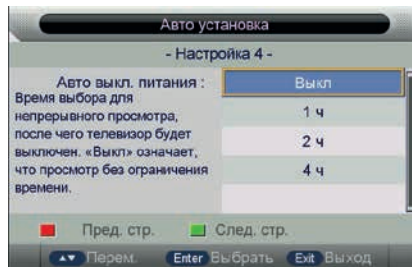 Авто установка
- Настройка 4 -
Авто выкл. питания :
Время выбора для
непрерывного просмотра,
после чего телевизор будет
выключен. «Выкл» означает,
что просмотр без ограничения
времени.
Выкл
1 ч
2 ч
4 ч
Пред. стр. След. стр.
Перем. Enter Выбрать Exit Выход